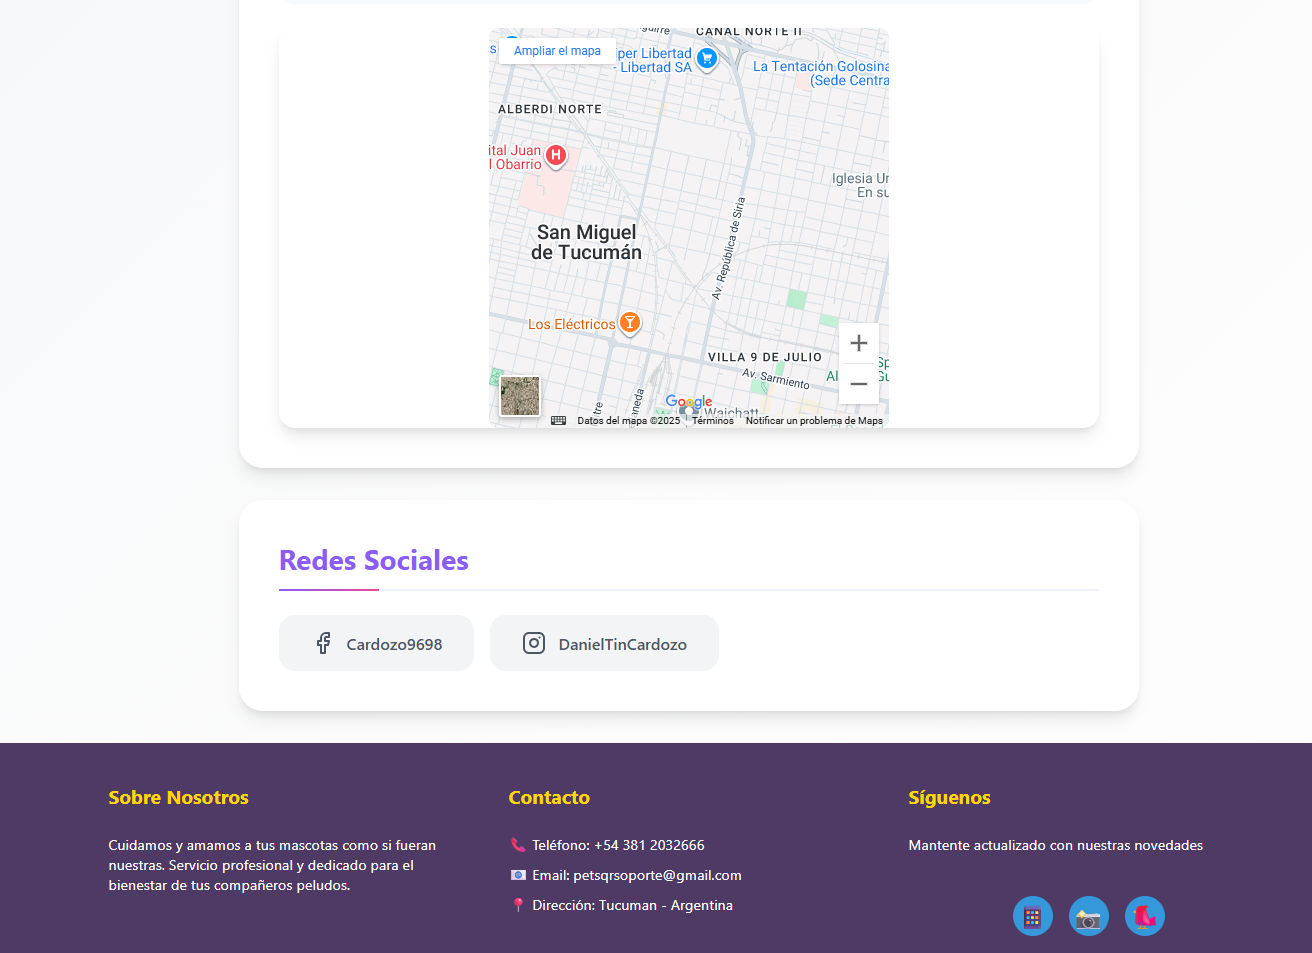 CANAL NORTE II
Ampliar el mapa
Libertad
- Libertad SA
La Tentación Golosina
(Sede Centra
ALBERDI NORTE
Juan
Obarrio
Iglesia
En su
San Miguel
de Tucumán
Av. República de Siria
Los Eléctricos
VILLA 9 DE JULIO
Av. Sarmiento
Google
Waichatt
Datos del mapa ©2025
Términos
Notificar un problema de Maps
Redes Sociales
Cardozo9698
DanielTinCardozo
Sobre Nosotros
Cuidamos y amamos a tus mascotas como si fueran
nuestras. Servicio profesional y dedicado para el
bienestar de tus compañeros peludos.
Contacto
Teléfono: +54 381 2032666
Email: petsqrsoporte@gmail.com
Dirección: Tucuman - Argentina
Síguenos
Mantente actualizado con nuestras novedades